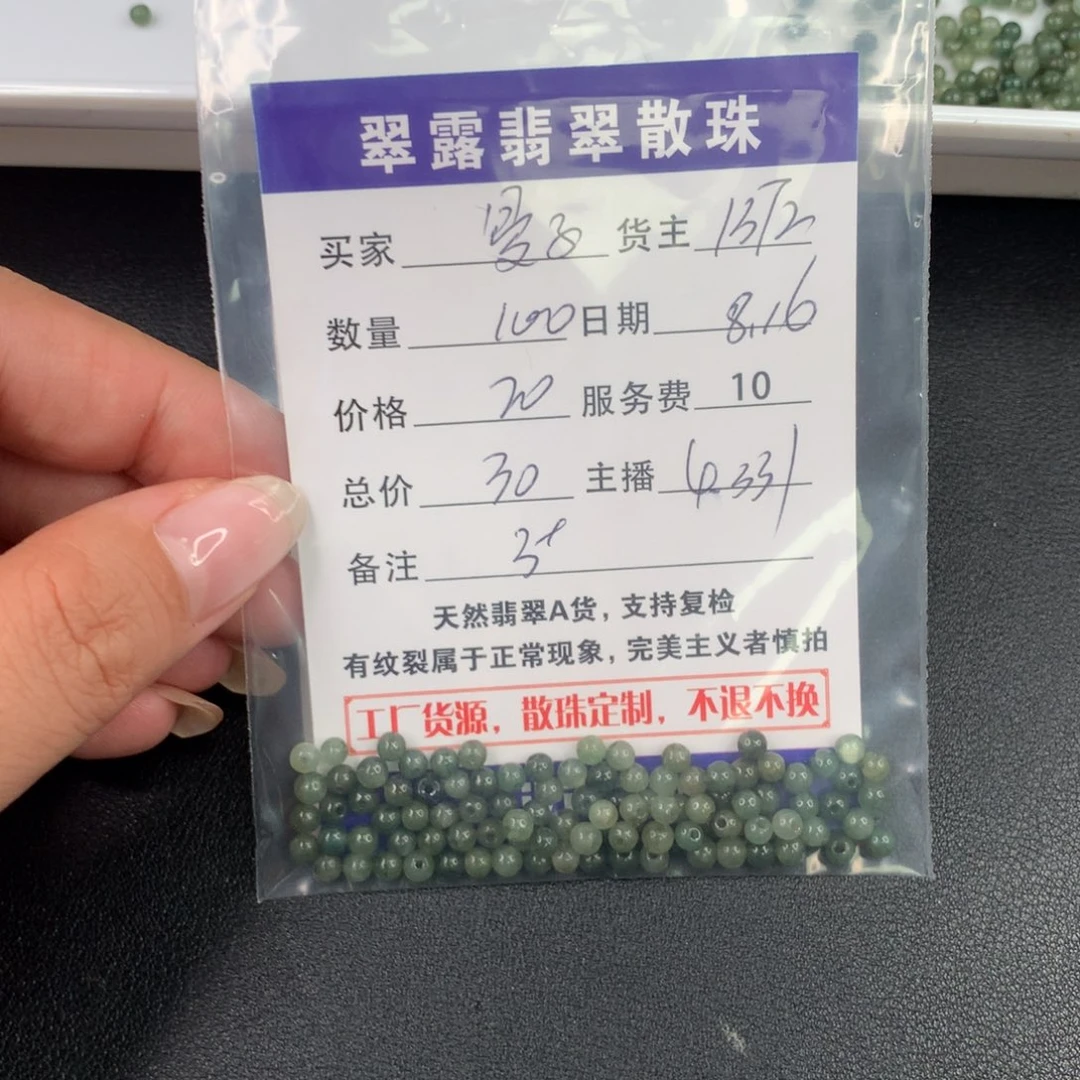 翠露翡翠散珠
买家 货主
数量 100 日期 8.16
价格 20 服务费 10
总价 30 主播
备注 3+
天然翡翠A货，支持复检
有纹裂属于正常现象，完美主义者慎拍
工厂货源，散珠定制，不退不换